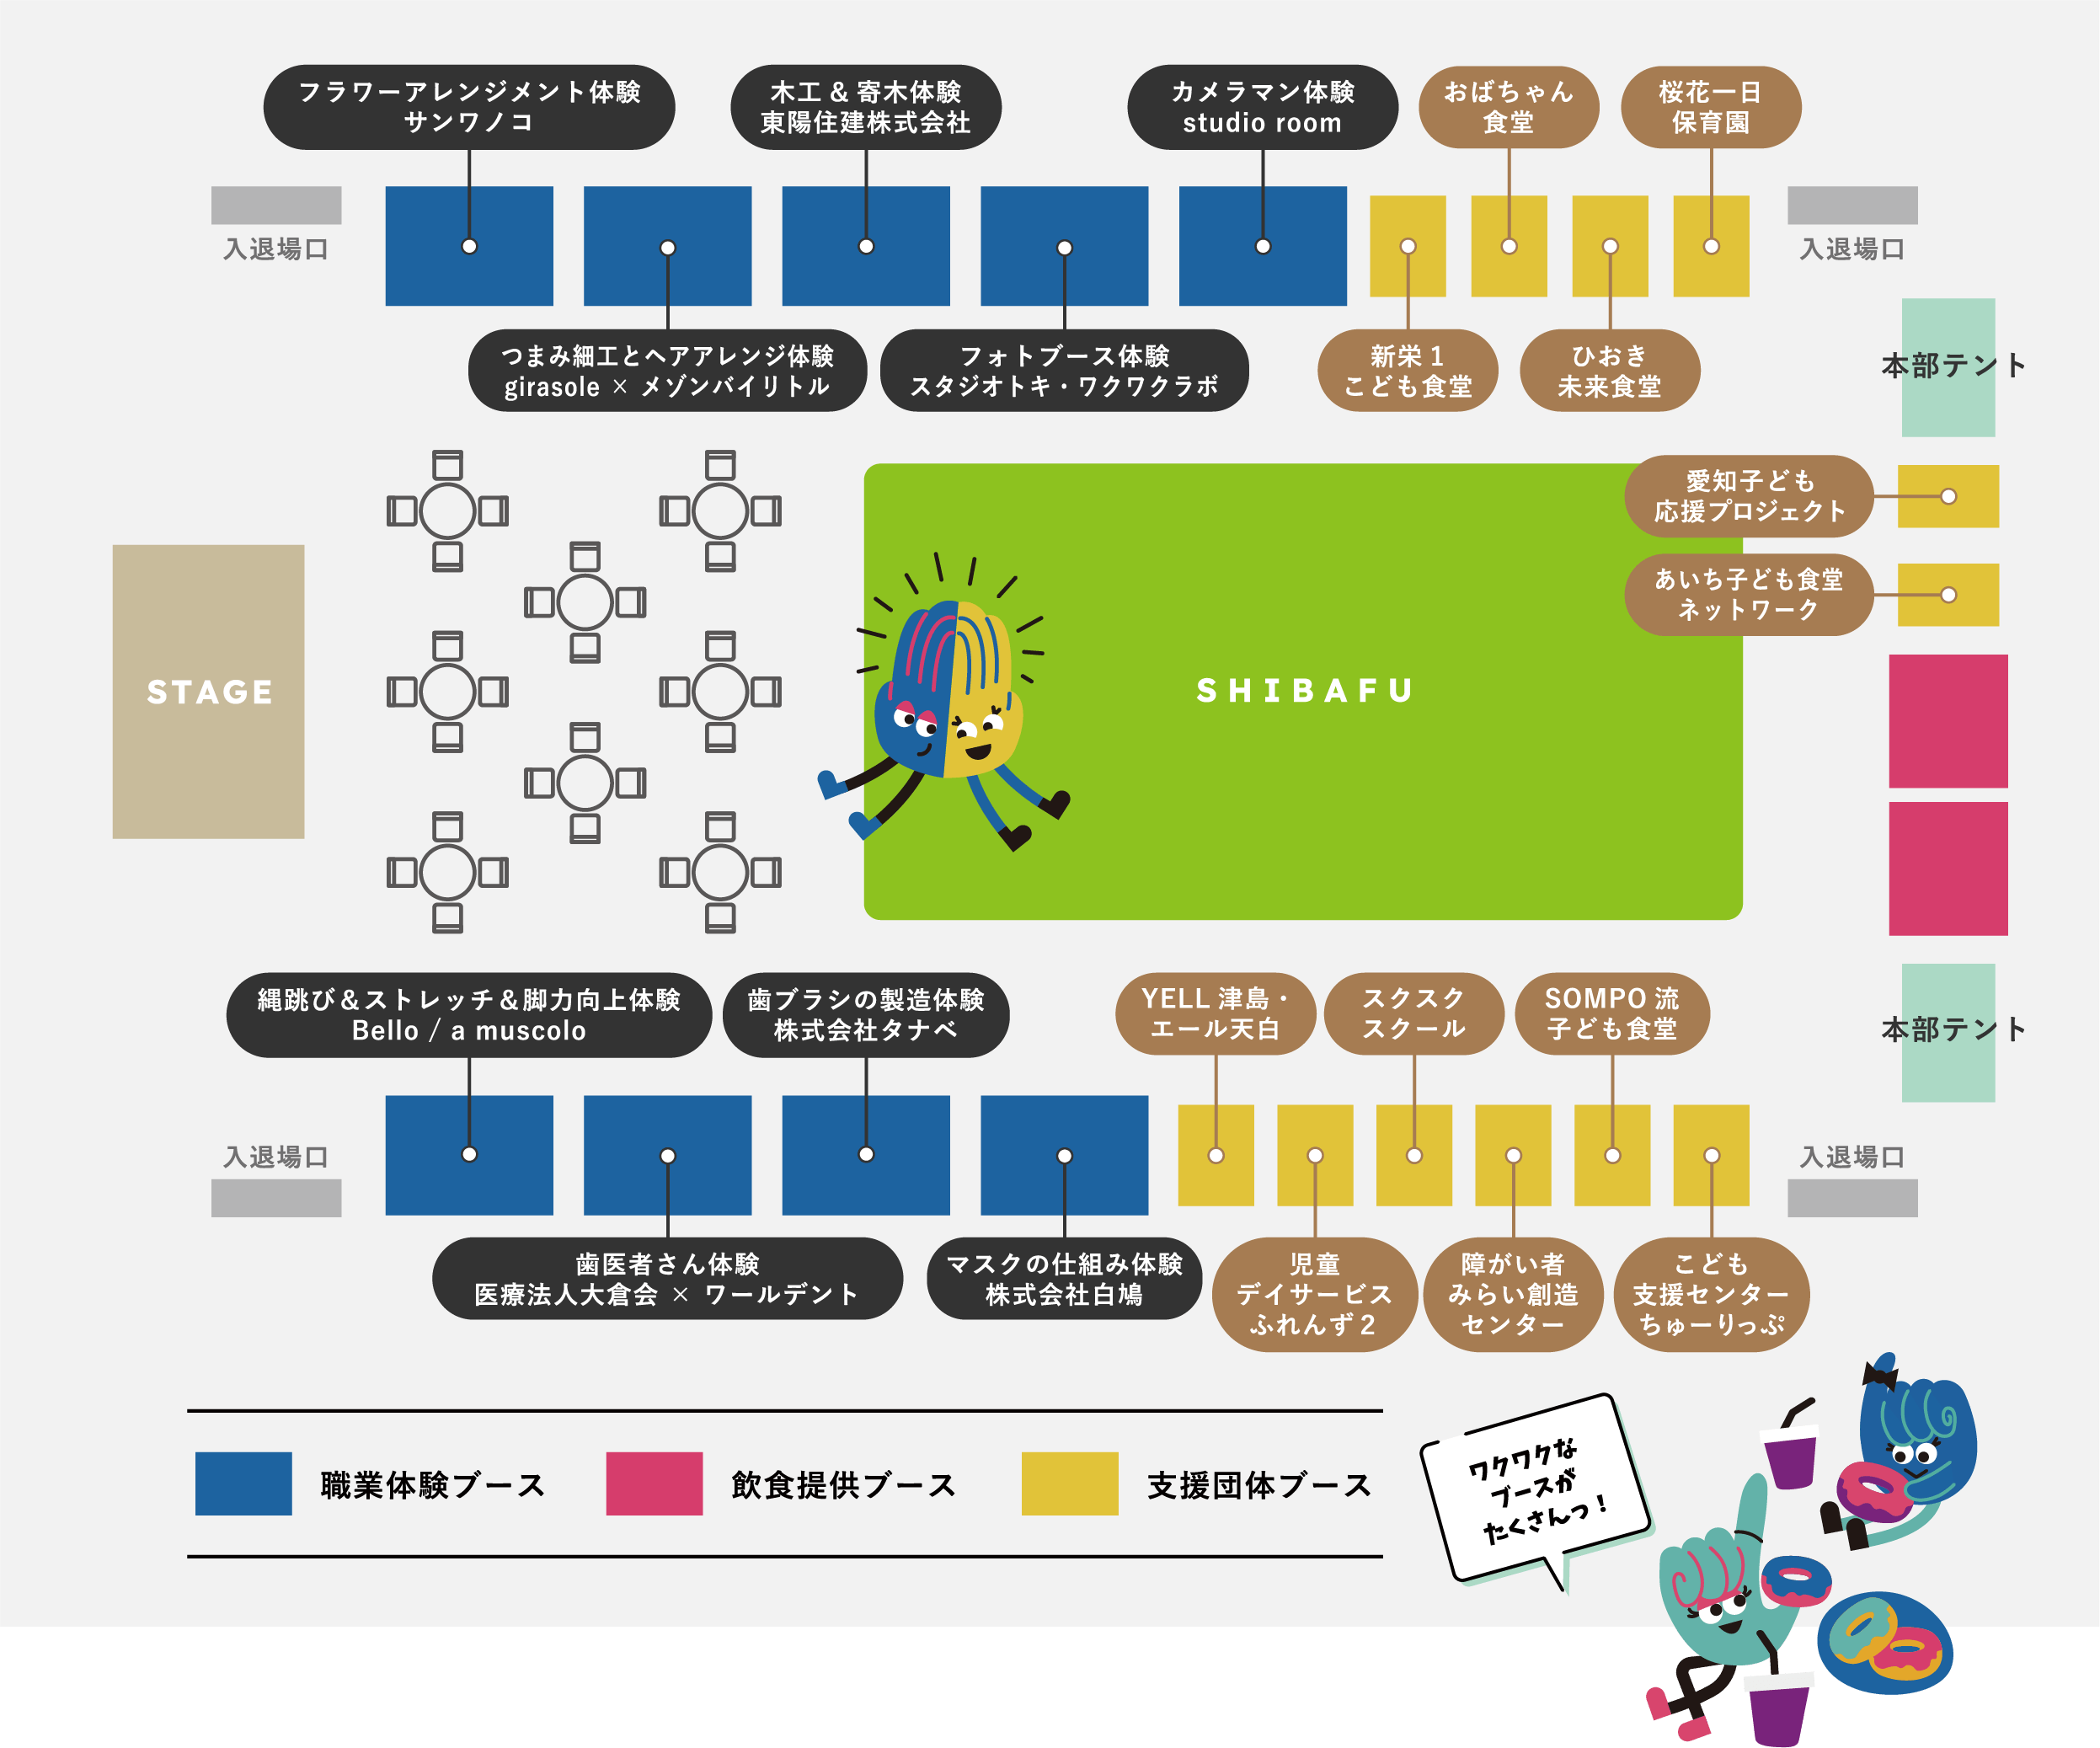 フラワーアレンジメント体験
サンワノコ
木工 & 寄木体験
東陽住建株式会社
カメラマン体験
studio room
おばちゃん
食堂
桜花一日
保育園
入退場口
入退場口
つまみ細工とヘアアレンジ体験
girasole × メゾンバイリトル
フォトブース体験
スタジオトキ・ワクワクラボ
新栄 1
こども食堂
ひおき
未来食堂
本部テント
愛知子ども
応援プロジェクト
あいち子ども食堂
ネットワーク
STAGE
SHIBAFU
縄跳び＆ストレッチ＆脚力向上体験
Bello / a muscolo
歯ブラシの製造体験
株式会社タナベ
YELL 津島・
エール天白
スクスク
スクール
SOMPO 流
子ども食堂
本部テント
入退場口
入退場口
歯医者さん体験
医療法人大倉会 × ワールデント
マスクの仕組み体験
株式会社白鳩
児童
デイサービス
ふれんず 2
障がい者
みらい創造
センター
こども
支援センター
ちゅーりっぷ
職業体験ブース
飲食提供ブース
支援団体ブース
ワクワクな
ブースが
たくさんっ！